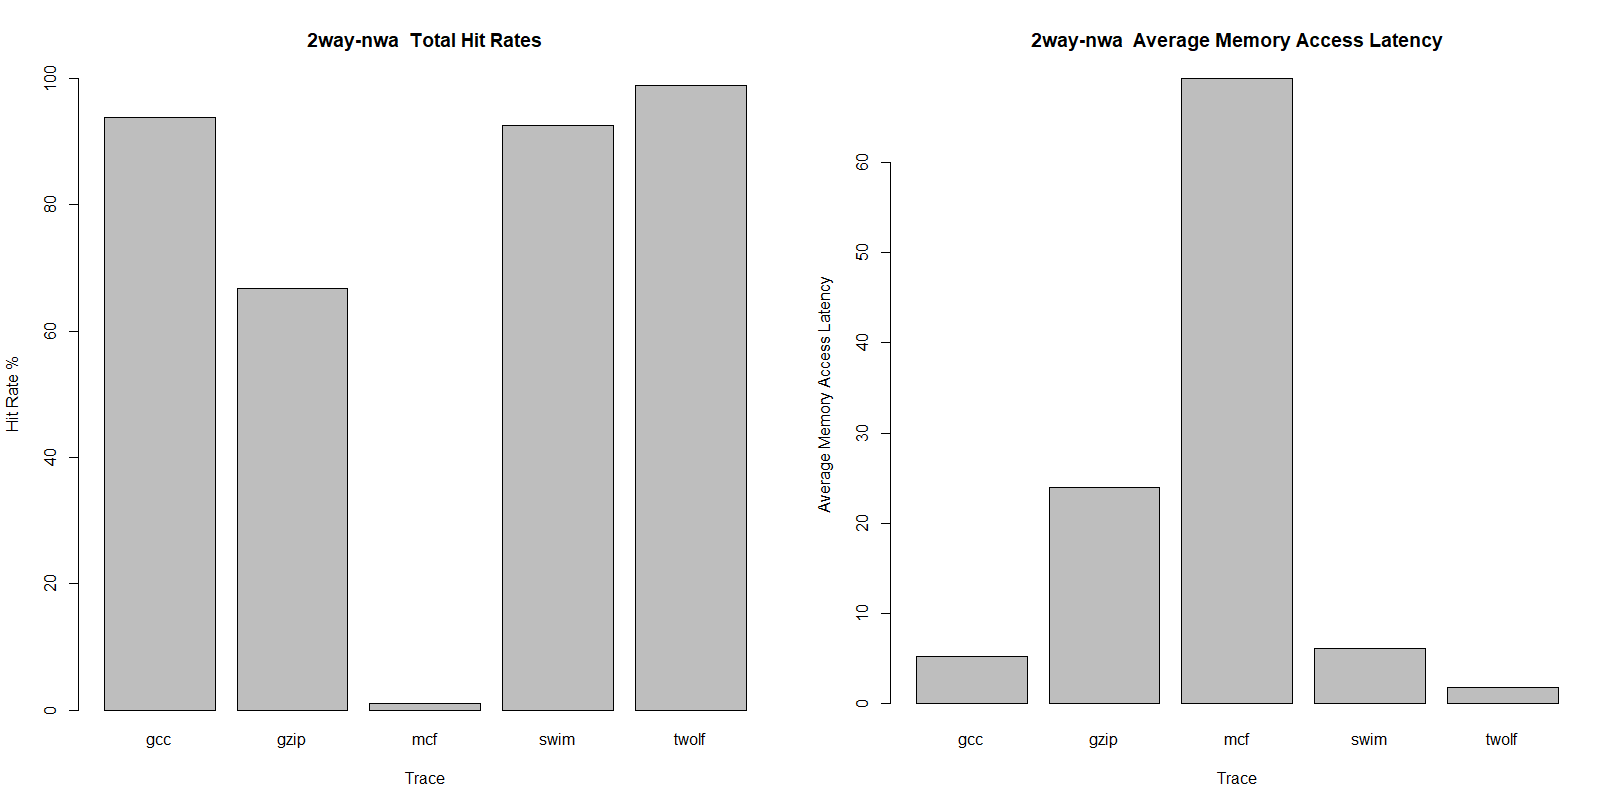 2way-nwa  Total Hit Rates
Hit Rate %
100
80
60
40
20
0
gcc gzip mcf swim twolf
Trace
2way-nwa  Average Memory Access Latency
Average Memory Access Latency
60
50
40
30
20
10
0
gcc gzip mcf swim twolf
Trace